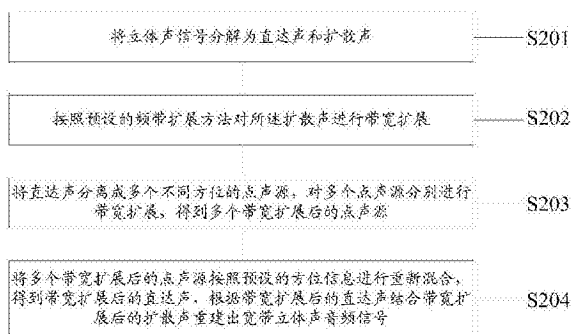 将立体声信号分解为直达声和扩散声
S201
按照预设的频带扩展方法对所述扩散声进行带宽扩展
S202
将直达声分离成多个不同方位的点声源，对多个点声源分别进行
带宽扩展，得到多个带宽扩展后的点声源
S203
将多个带宽扩展后的点声源按照预设的方位信息进行重新混合，
得到带宽扩展后的直达声，根据带宽扩展后的直达声结合带宽扩
展后的扩散声重建出宽带立体声音频信号
S204